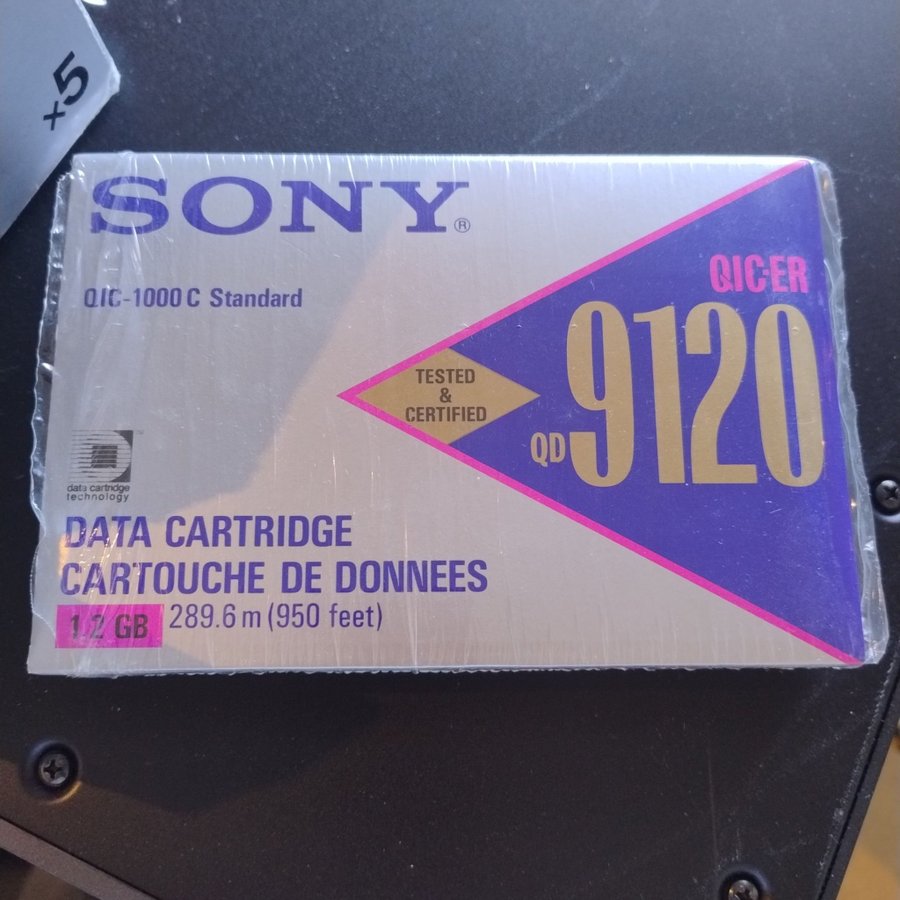 x5
SONY®
QIC-1000 C Standard
QIC-ER
QD 9120
TESTED
&
CERTIFIED
data cartridge
technology
DATA CARTRIDGE
CARTOUCHE DE DONNEES
1.2 GB 289.6 m (950 feet)